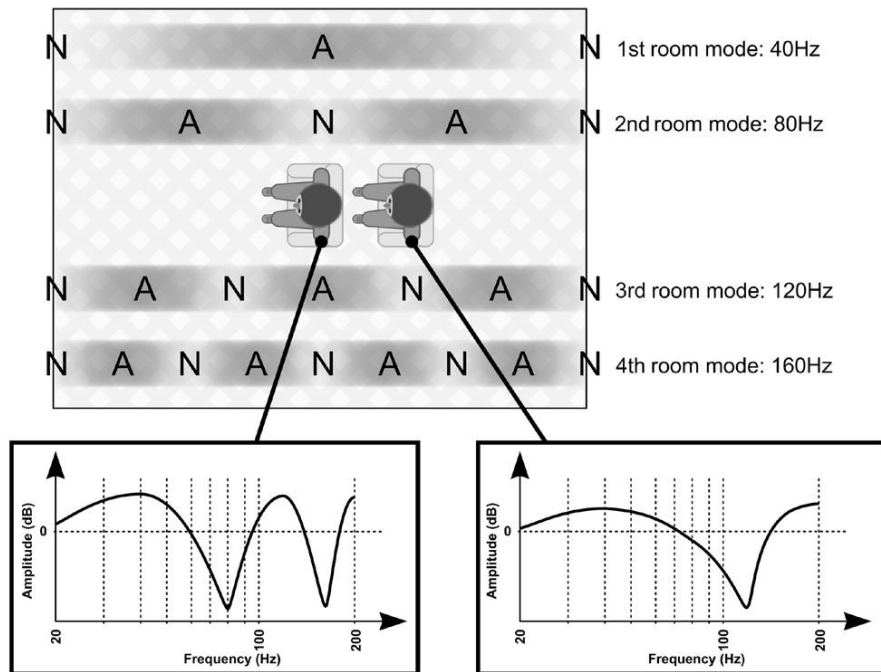 N A N 1st room mode: 40Hz
N A N A N 2nd room mode: 80Hz
N A N A N A N 3rd room mode: 120Hz
N A N A N A N A N 4th room mode: 160Hz
Amplitude (dB)
0
20 100 200
Frequency (Hz)
Amplitude (dB)
0
20 100 200
Frequency (Hz)